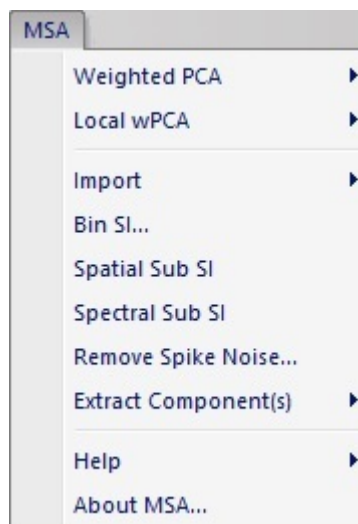 MSA
Weighted PCA
Local wPCA
Import
Bin SI...
Spatial Sub SI
Spectral Sub SI
Remove Spike Noise...
Extract Component(s)
Help
About MSA...